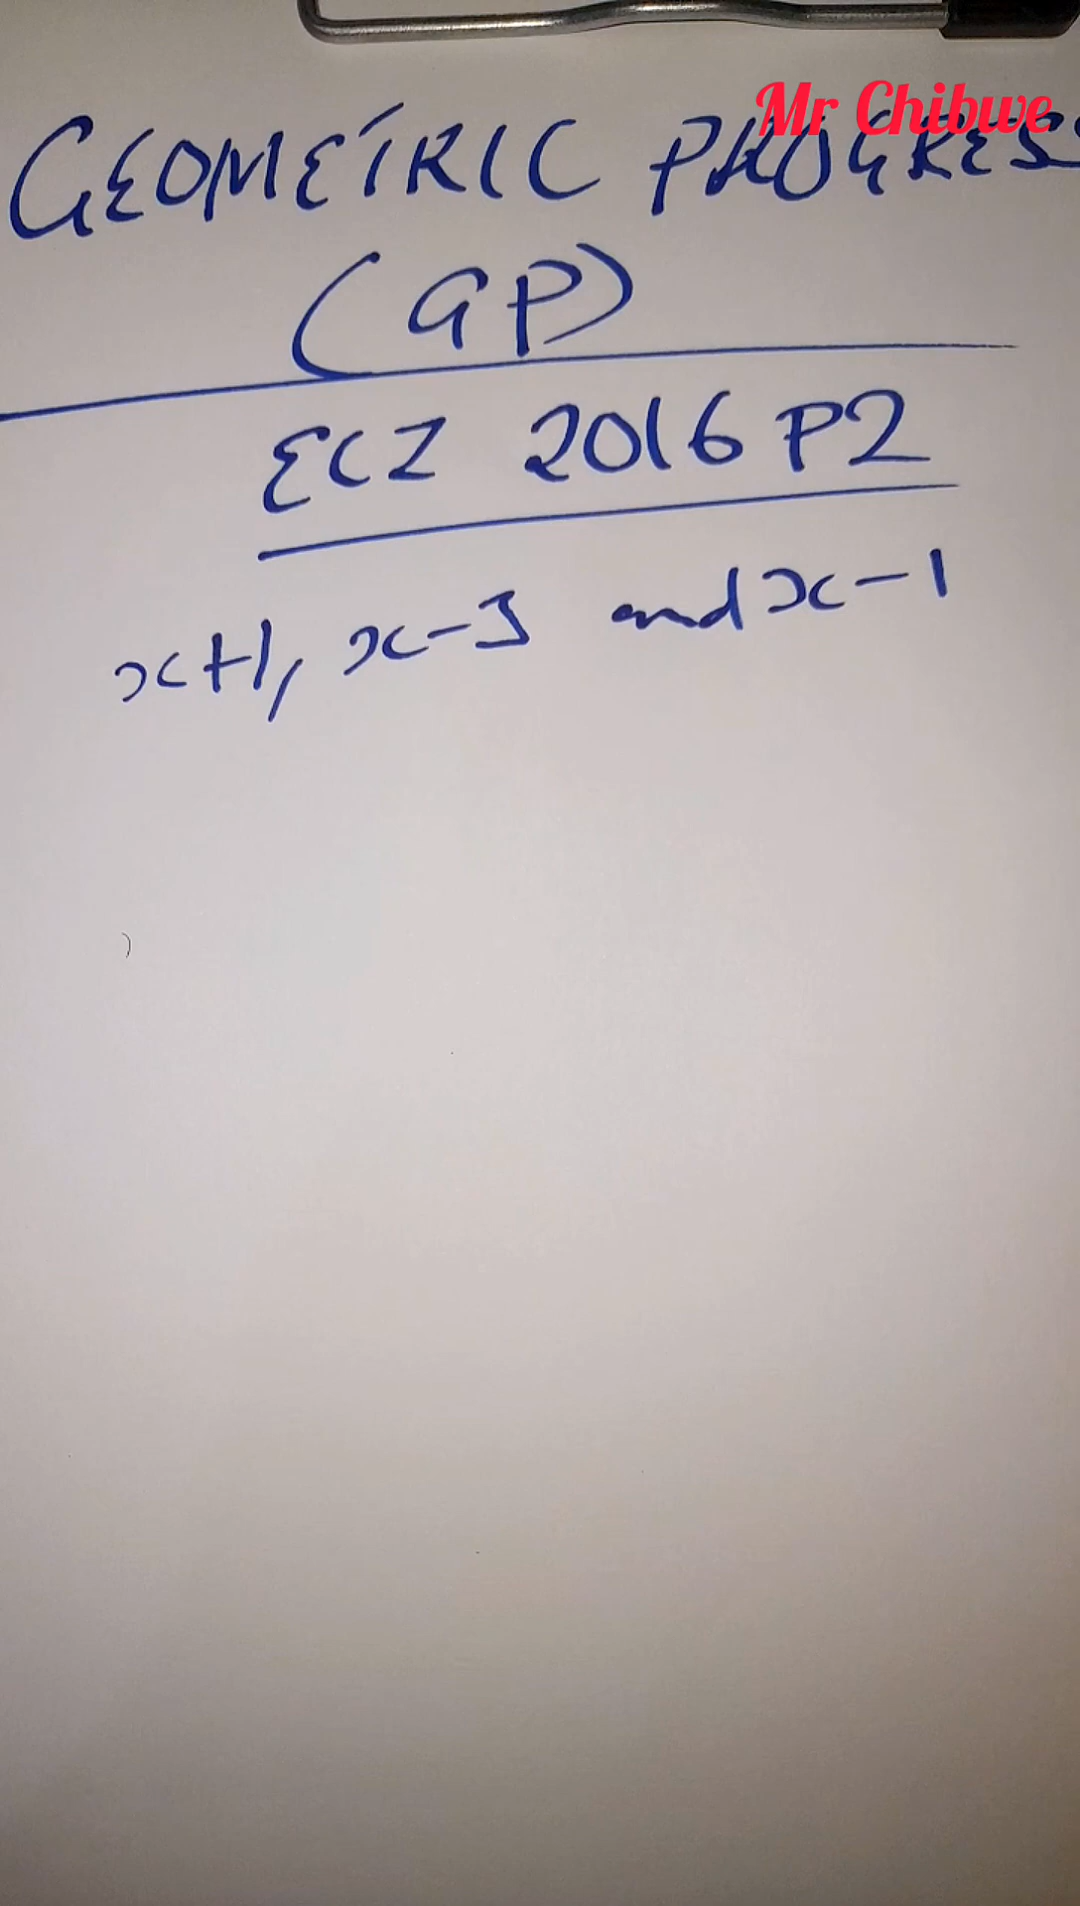 Mr Chibwe
GEOMETRIC PROGRES
(GP)
ECZ 2016 P2
x+1, x-3 and x-1